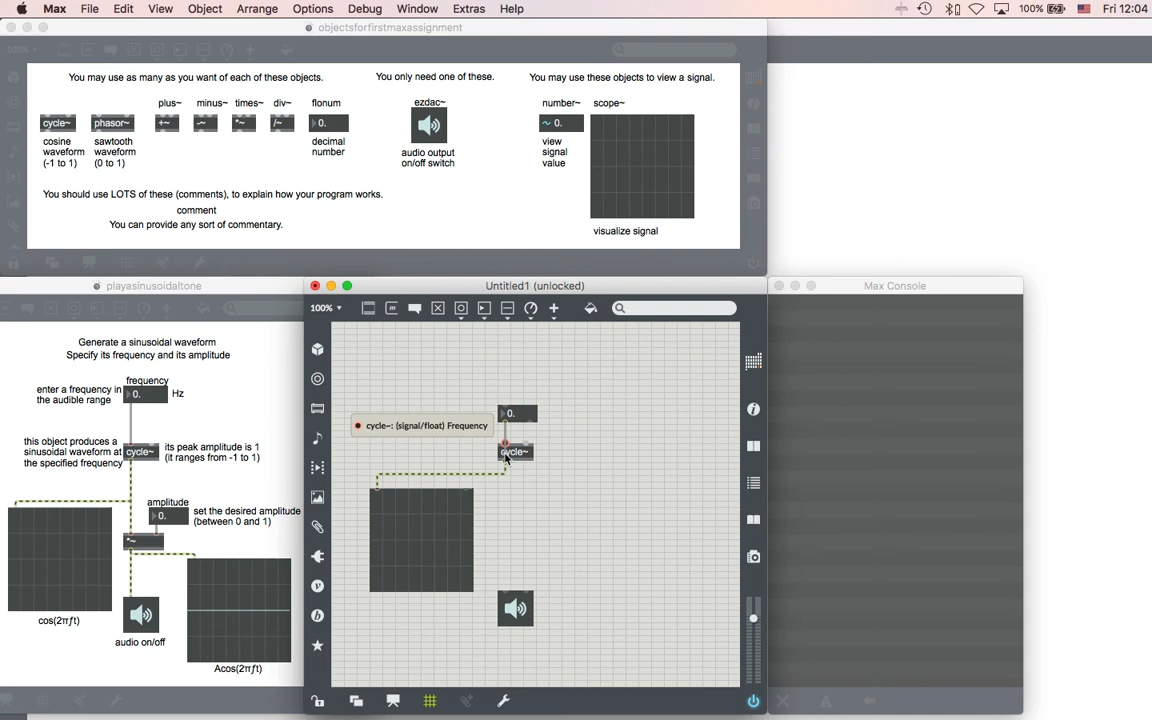 Max File Edit View Object Arrange Options Debug Window Extras Help 100% Fri 12:04
objectsforfirstmaxassignment
100%
You may use as many as you want of each of these objects.
You only need one of these.
You may use these objects to view a signal.
plus~ minus~ times~ div~ flonum
ezdac~
number~ scope~
cycle~ phasor~ +~ -~ *~ /~ 0.
~ 0.
cosine
waveform
(-1 to 1)
sawtooth
waveform
(0 to 1)
decimal
number
audio output
on/off switch
view
signal
value
You should use LOTS of these (comments), to explain how your program works.
comment
You can provide any sort of commentary.
visualize signal
playasinusoidaltone
Generate a sinusoidal waveform
Specify its frequency and its amplitude
frequency
enter a frequency in
the audible range
0.
Hz
this object produces a
sinusoidal waveform at
the specified frequency
cycle~
its peak amplitude is 1
(it ranges from -1 to 1)
amplitude
0.
set the desired amplitude
(between 0 and 1)
*~
cos(2πƒt)
audio on/off
Acos(2πƒt)
Untitled1 (unlocked)
100%
0.
cycle~: (signal/float) Frequency
cycle~
Max Console